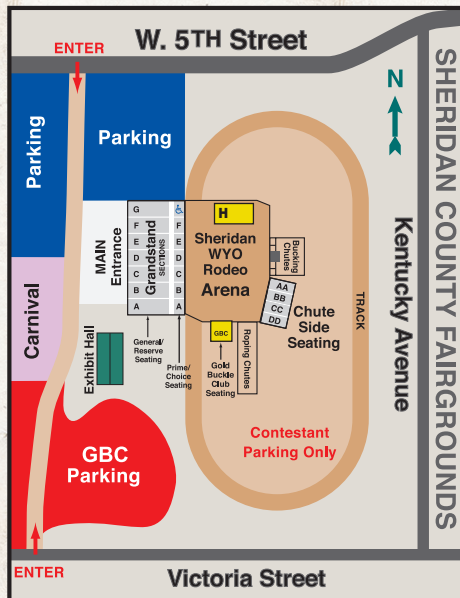 W. 5TH Street
ENTER
N
SHERIDAN COUNTY FAIRGROUNDS
Kentucky Avenue
Parking
Parking
MAIN
Entrance
G
F
E
D
C
B
A
Grandstand
SECTIONS
F
E
D
C
B
A
H
Sheridan
WYO
Rodeo
Arena
Bucking
Chutes
AA
BB
CC
DD
Chute
Side
Seating
TRACK
Carnival
Exhibit Hall
General/
Reserve
Seating
Prime/
Choice
Seating
GBC
Gold
Buckle
Club
Seating
Roping Chutes
Contestant
Parking Only
GBC
Parking
ENTER
Victoria Street